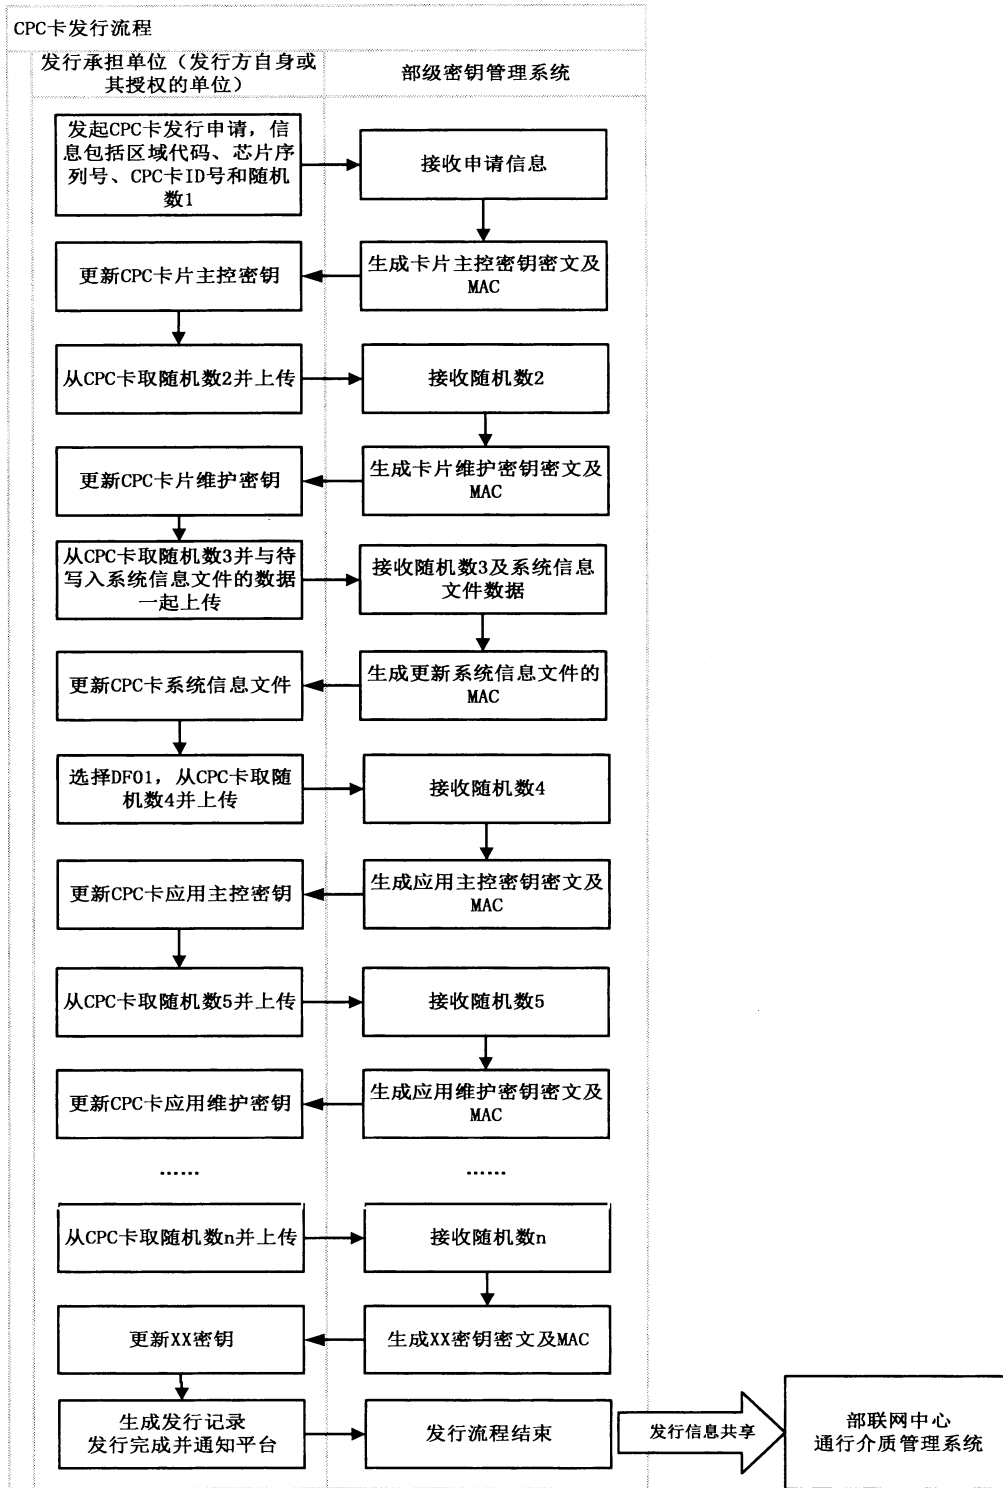 CPC卡发行流程
发行承担单位（发行方自身或
其授权的单位）
部级密钥管理系统
发起CPC卡发行申请，信
息包括区域代码、芯片序
列号、CPC卡ID号和随机
数1
接收申请信息
更新CPC卡片主控密钥
生成卡片主控密钥密文及
MAC
从CPC卡取随机数2并上传
接收随机数2
更新CPC卡片维护密钥
生成卡片维护密钥密文及
MAC
从CPC卡取随机数3并与待
写入系统信息文件的数据
一起上传
接收随机数3及系统信息
文件数据
更新CPC卡系统信息文件
生成更新系统信息文件的
MAC
选择DF01，从CPC卡取随
机数4并上传
接收随机数4
更新CPC卡应用主控密钥
生成应用主控密钥密文及
MAC
从CPC卡取随机数5并上传
接收随机数5
更新CPC卡应用维护密钥
生成应用维护密钥密文及
MAC
……
……
从CPC卡取随机数n并上传
接收随机数n
更新XX密钥
生成XX密钥密文及MAC
生成发行记录
发行完成并通知平台
发行流程结束
发行信息共享
部联网中心
通行介质管理系统